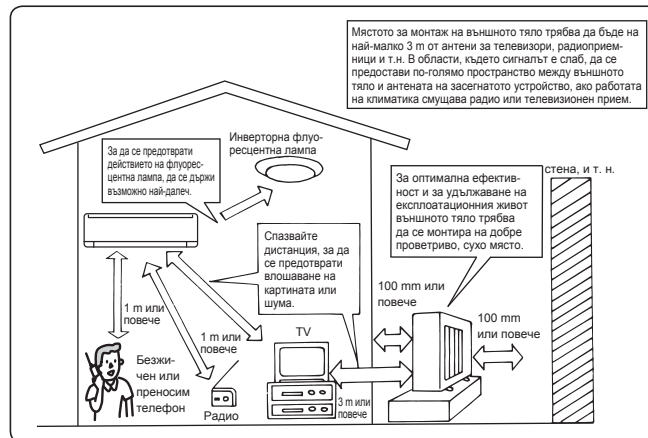 Мястото за монтаж на външното тяло трябва да бъде на
най-малко 3 m от антени за телевизори, радиоприем-
ници и т.н. В области, където сигналът е слаб, да се
предостави по-голямо пространство между външното
тяло и антената на засегнатото устройство, ако работата
на климатика смущава радио или телевизионен прием.
Инверторна флуо-
ресцентна лампа
За да се предотврати
действието на флуорес-
центна лампа, да се държи
възможно най-далеч.
За оптимална ефектив-
ност и за удължаване на
експлоатационния живот
външното тяло трябва
да се монтира на добре
проветриво, сухо място.
стена, и т. н.
Спазвайте
дистанция, за да
се предотврати
влошаване на
картината или
шума.
100 mm или
повече
100 mm
или повече
1 m или
повече
1 m или
повече
TV
Безжи-
чен или
преносим
телефон
Радио
3 m или
повече